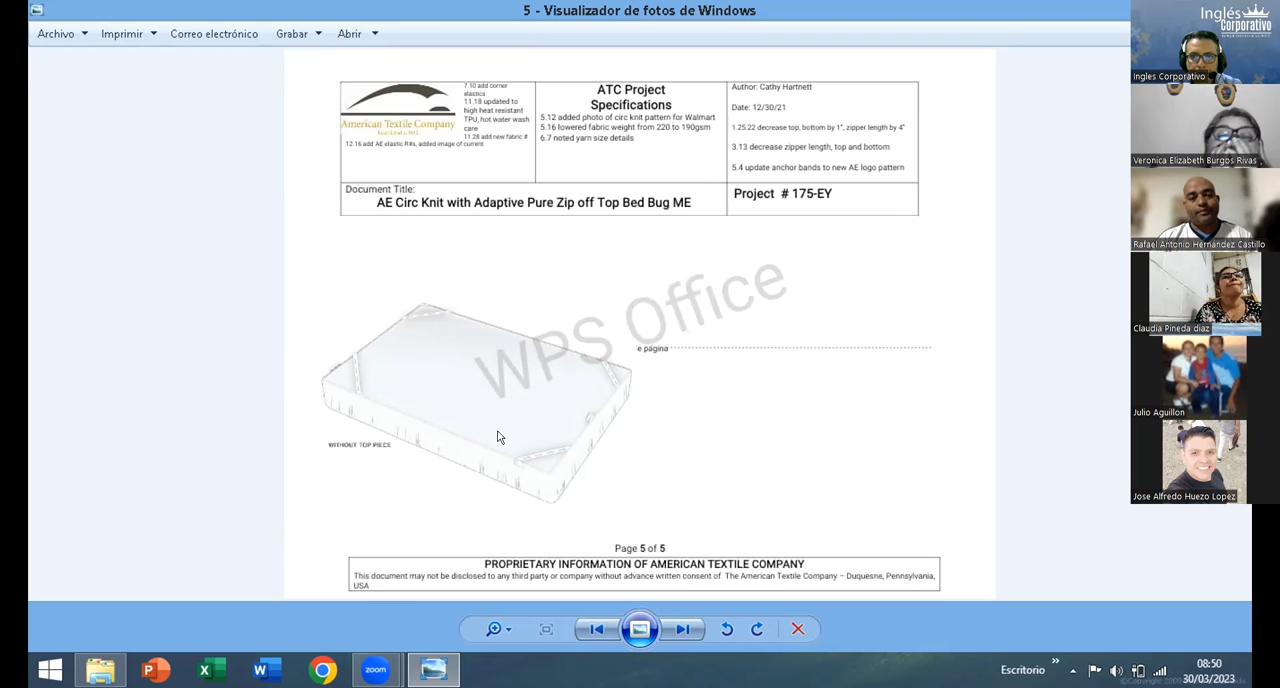 5 - Visualizador de fotos de Windows
Archivo
Imprimir
Correo electrónico
Grabar
Abrir
Inglés
Corporativo
American Textile Company
7.10 add corner
elastics
11.18 updated to
high heat resistant
TPU, hot water wash
care
11.28 add new fabric #
12.16 add AE elastic R#s, added image of current
ATC Project
Specifications
5.12 added photo of circ knit pattern for Walmart
5.16 lowered fabric weight from 220 to 190gsm
6.7 noted yarn size details
Author: Cathy Hartnett
Date: 12/30/21
1.25.22 decrease top, bottom by 1", zipper length by 4"
3.13 decrease zipper length, top and bottom
5.4 update anchor bands to new AE logo pattern
Document Title:
AE Circ Knit with Adaptive Pure Zip off Top Bed Bug ME
Project # 175-EY
WPS Office
e página
WITHOUT TOP PIECE
Page 5 of 5
PROPRIETARY INFORMATION OF AMERICAN TEXTILE COMPANY
This document may not be disclosed to any third party or company without advance written consent of The American Textile Company – Duquesne, Pennsylvania,
USA
Ingles Corporativo
Veronica Elizabeth Burgos Rivas
Rafael Antonio Hernández Castillo
Claudia Pineda diaz
Julio Aguillon
Jose Alfredo Huezo Lopez
zoom
Escritorio
08:50
30/03/2023